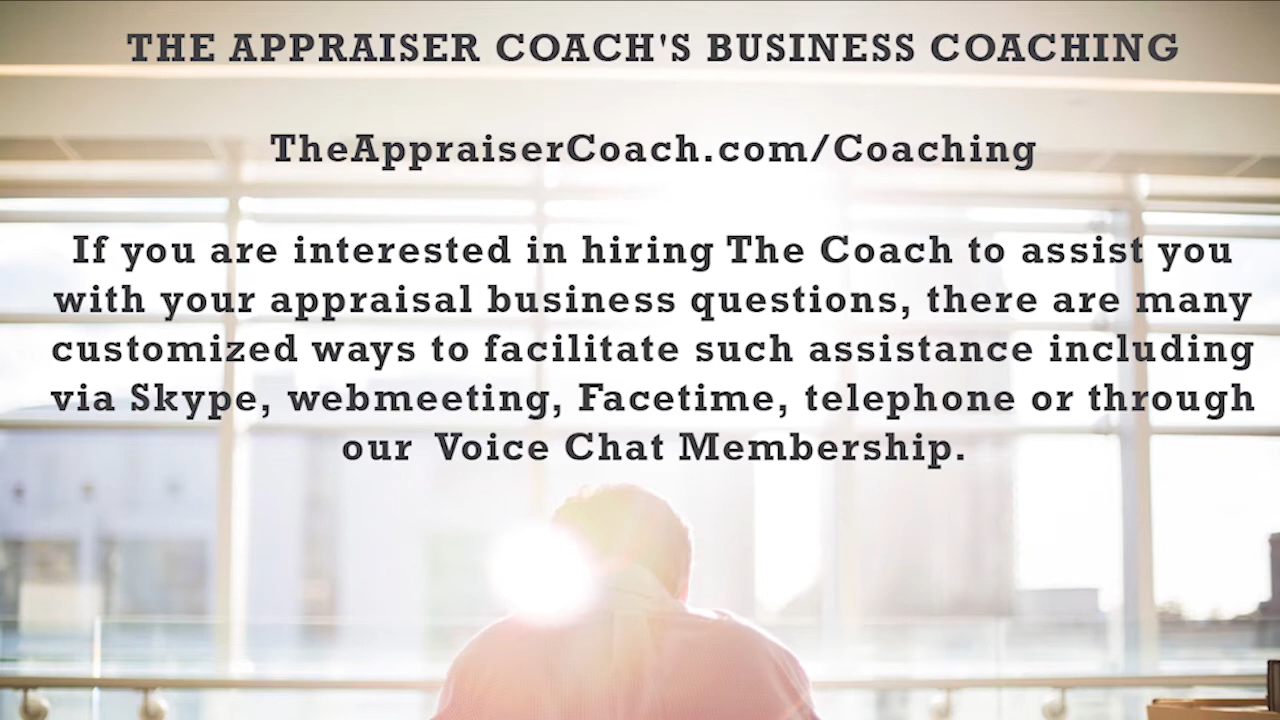 THE APPRAISER COACH'S BUSINESS COACHING
TheAppraiserCoach.com/Coaching
If you are interested in hiring The Coach to assist you
with your appraisal business questions, there are many
customized ways to facilitate such assistance including
via Skype, webmeeting, Facetime, telephone or through
our  Voice Chat Membership.